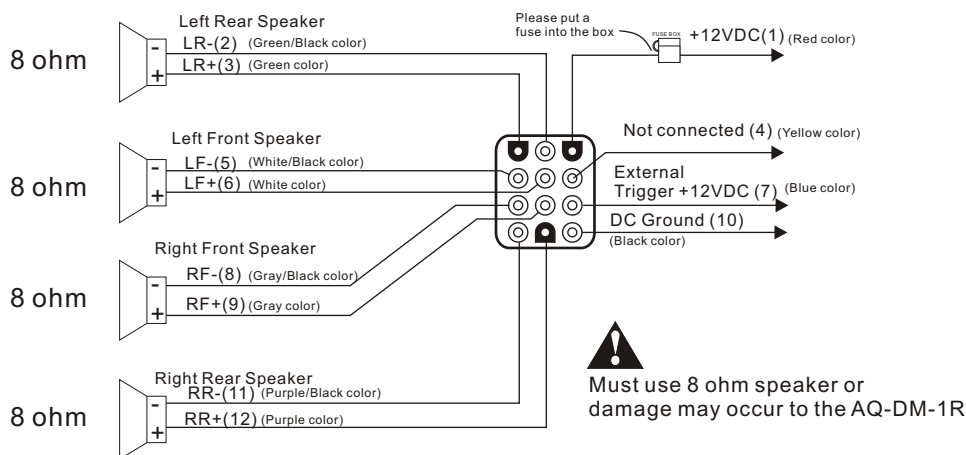 Left Rear Speaker
8 ohm
LR-(2) (Green/Black color)
LR+(3) (Green color)
-
+
Please put a
fuse into the box
FUSE BOX
+12VDC(1) (Red color)
Left Front Speaker
8 ohm
LF-(5) (White/Black color)
LF+(6) (White color)
-
+
Not connected (4) (Yellow color)
External
Trigger +12VDC (7) (Blue color)
DC Ground (10)
(Black color)
Right Front Speaker
8 ohm
RF-(8) (Gray/Black color)
RF+(9) (Gray color)
-
+
Right Rear Speaker
8 ohm
RR-(11) (Purple/Black color)
RR+(12) (Purple color)
-
+
!
Must use 8 ohm speaker or
damage may occur to the AQ-DM-1R